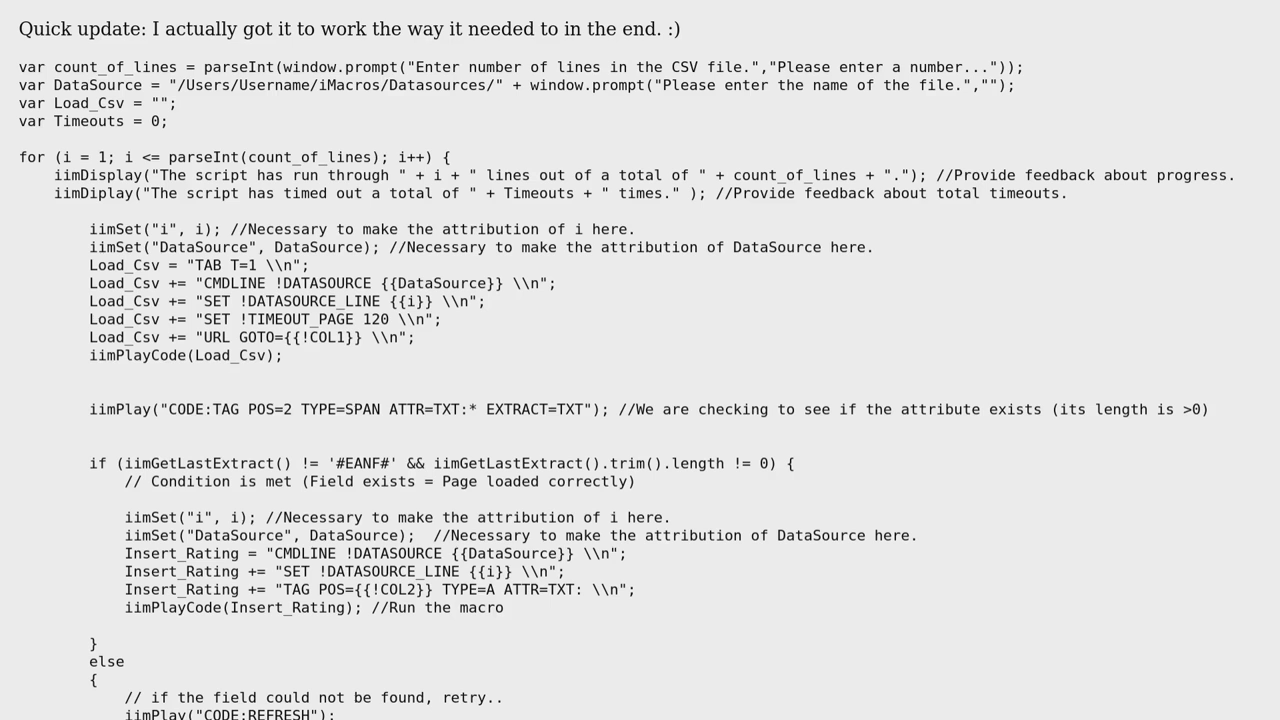 Quick update: I actually got it to work the way it needed to in the end. :)
var count_of_lines = parseInt(window.prompt("Enter number of lines in the CSV file.","Please enter a number..."));
var DataSource = "/Users/Username/iMacros/Datasources/" + window.prompt("Please enter the name of the file.","");
var Load_Csv = "";
var Timeouts = 0;
for (i = 1; i <= parseInt(count_of_lines); i++) {
iimDisplay("The script has run through " + i + " lines out of a total of " + count_of_lines + "."); //Provide feedback about progress.
iimDiplay("The script has timed out a total of " + Timeouts + " times." ); //Provide feedback about total timeouts.
iimSet("i", i); //Necessary to make the attribution of i here.
iimSet("DataSource", DataSource); //Necessary to make the attribution of DataSource here.
Load_Csv = "TAB T=1 \\n";
Load_Csv += "CMDLINE !DATASOURCE {{DataSource}} \\n";
Load_Csv += "SET !DATASOURCE_LINE {{i}} \\n";
Load_Csv += "SET !TIMEOUT_PAGE 120 \\n";
Load_Csv += "URL GOTO={{!COL1}} \\n";
iimPlayCode(Load_Csv);
iimPlay("CODE:TAG POS=2 TYPE=SPAN ATTR=TXT:* EXTRACT=TXT"); //We are checking to see if the attribute exists (its length is >0)
if (iimGetLastExtract() != '#EANF#' && iimGetLastExtract().trim().length != 0) {
// Condition is met (Field exists = Page loaded correctly)
iimSet("i", i); //Necessary to make the attribution of i here.
iimSet("DataSource", DataSource);  //Necessary to make the attribution of DataSource here.
Insert_Rating = "CMDLINE !DATASOURCE {{DataSource}} \\n";
Insert_Rating += "SET !DATASOURCE_LINE {{i}} \\n";
Insert_Rating += "TAG POS={{!COL2}} TYPE=A ATTR=TXT: \\n";
iimPlayCode(Insert_Rating); //Run the macro
}
else
{
// if the field could not be found, retry..
iimPlay("CODE:REFRESH");